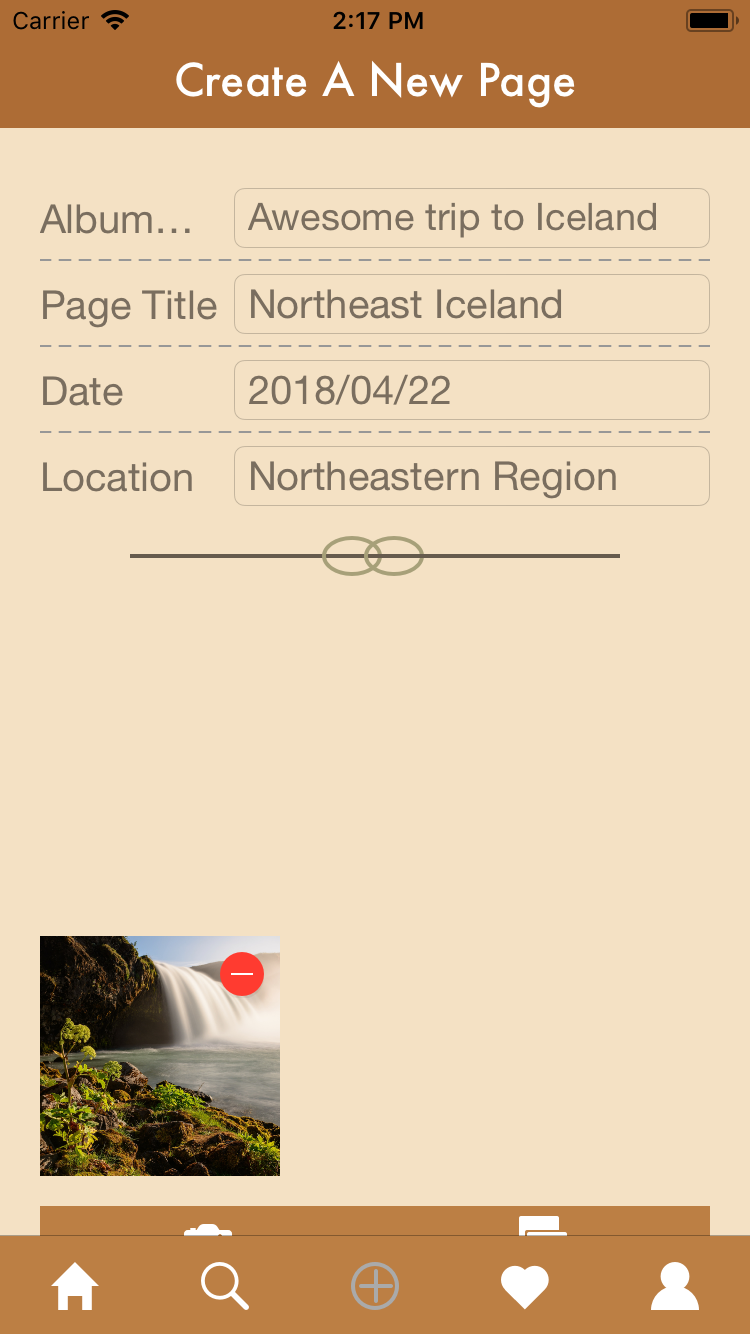 Carrier 2:17 PM
Create A New Page
Album... Awesome trip to Iceland
Page Title Northeast Iceland
Date 2018/04/22
Location Northeastern Region